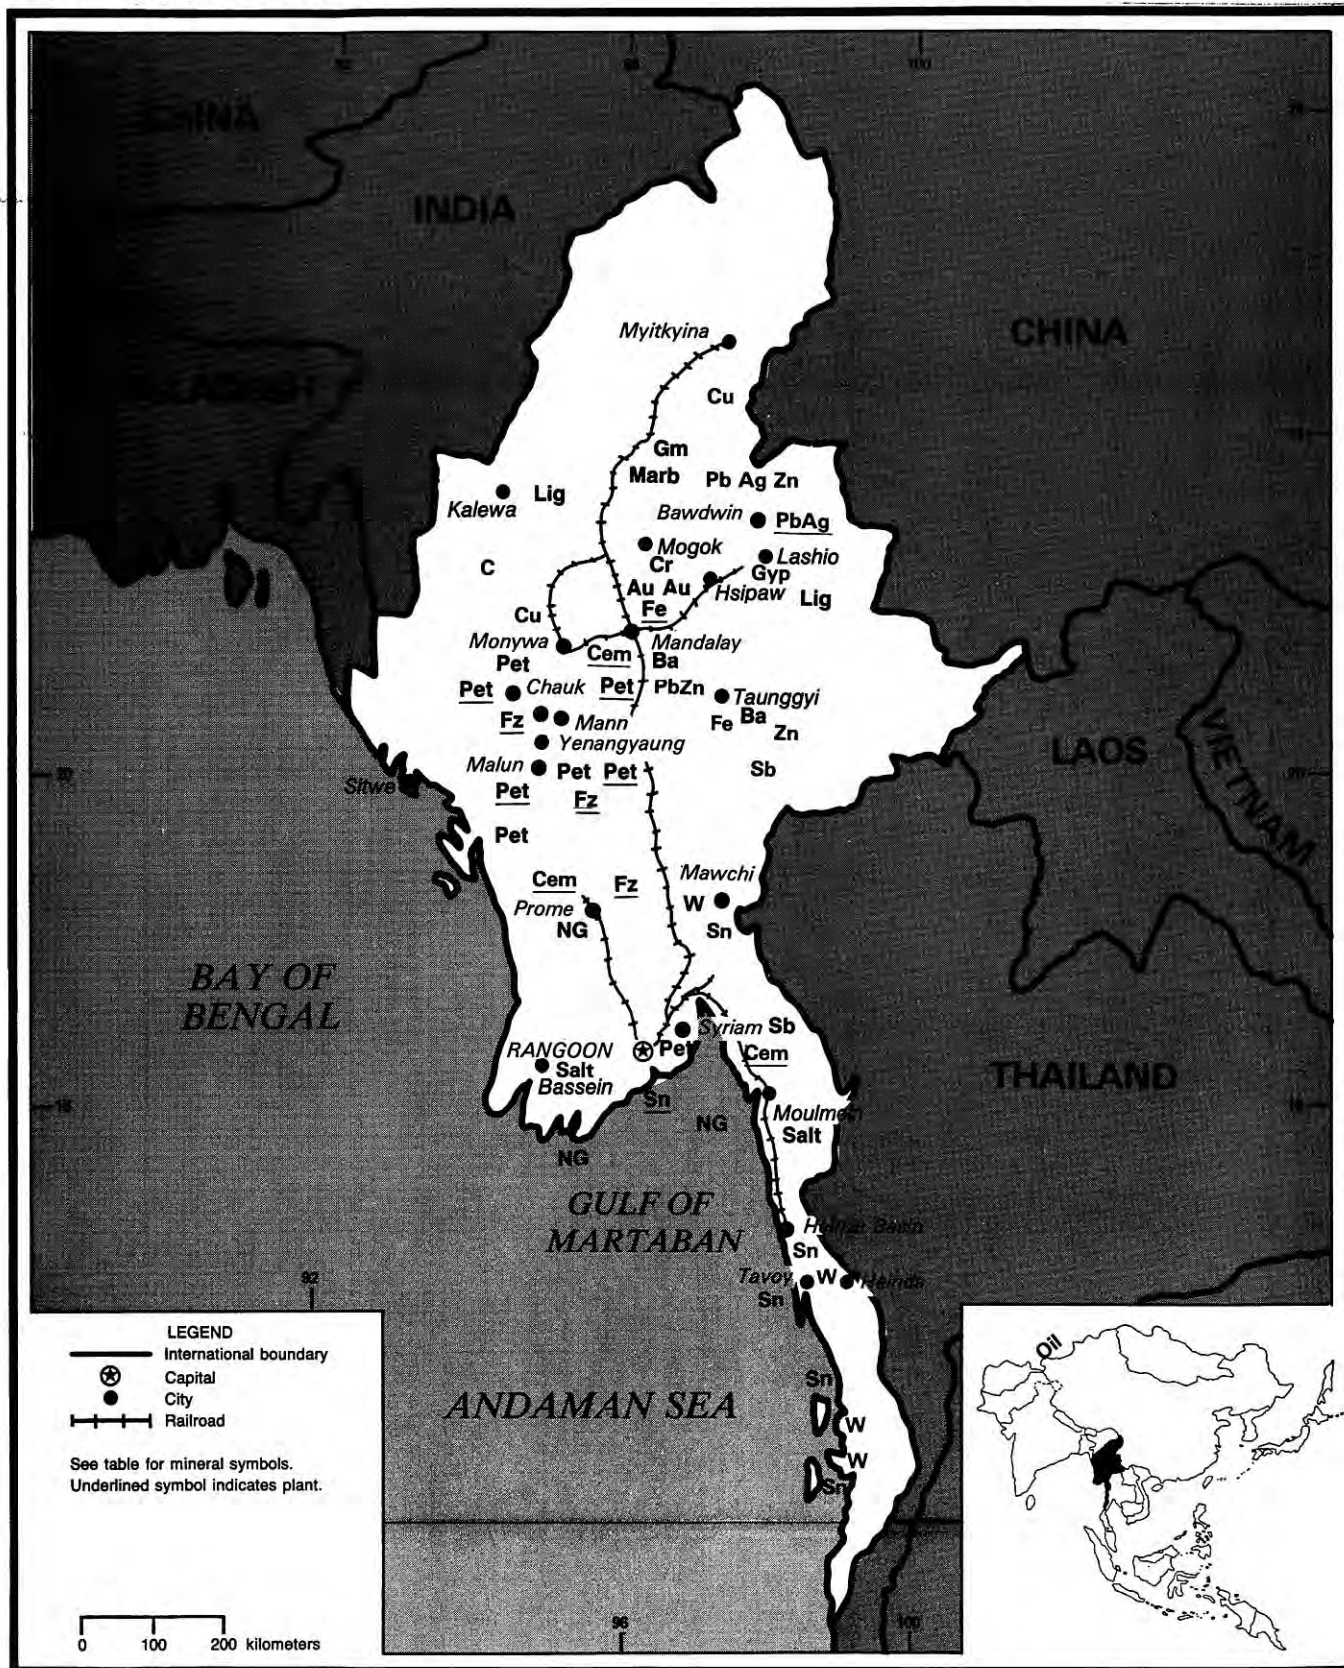 CHINA
INDIA
CHINA
Myitkyina
Cu
Gm
Marb
Pb Ag Zn
Kalewa
Lig
Bawdwin
PbAg
Mogok
Cr
Lashio
C
Gyp
Au Au
Hsipaw
Lig
Fe
Cu
Monywa
Mandalay
Cem
Ba
Pet
Pet
Chauk
Pet
PbZn
Taunggyi
Fz
Mann
Fe
Ba
Zn
Yenangyaung
LAOS
VIETNAM
Malun
Pet
Pet
Sb
20
20
Sitwe
Pet
Fz
Pet
Mawchi
Cem
Fz
W
Prome
NG
Sn
BAY OF
BENGAL
Syriam
Sb
RANGOON
Pet
Cem
Salt
Bassein
THAILAND
Sn
NG
Moulmein
Salt
NG
GULF OF
MARTABAN
Sn
Tavoy
W
Heinda
Sn
92
LEGEND
International boundary
Capital
City
Railroad
See table for mineral symbols.
Underlined symbol indicates plant.
0 100 200 kilometers
Sn
ANDAMAN SEA
W
W
Sn
96
100
Oil